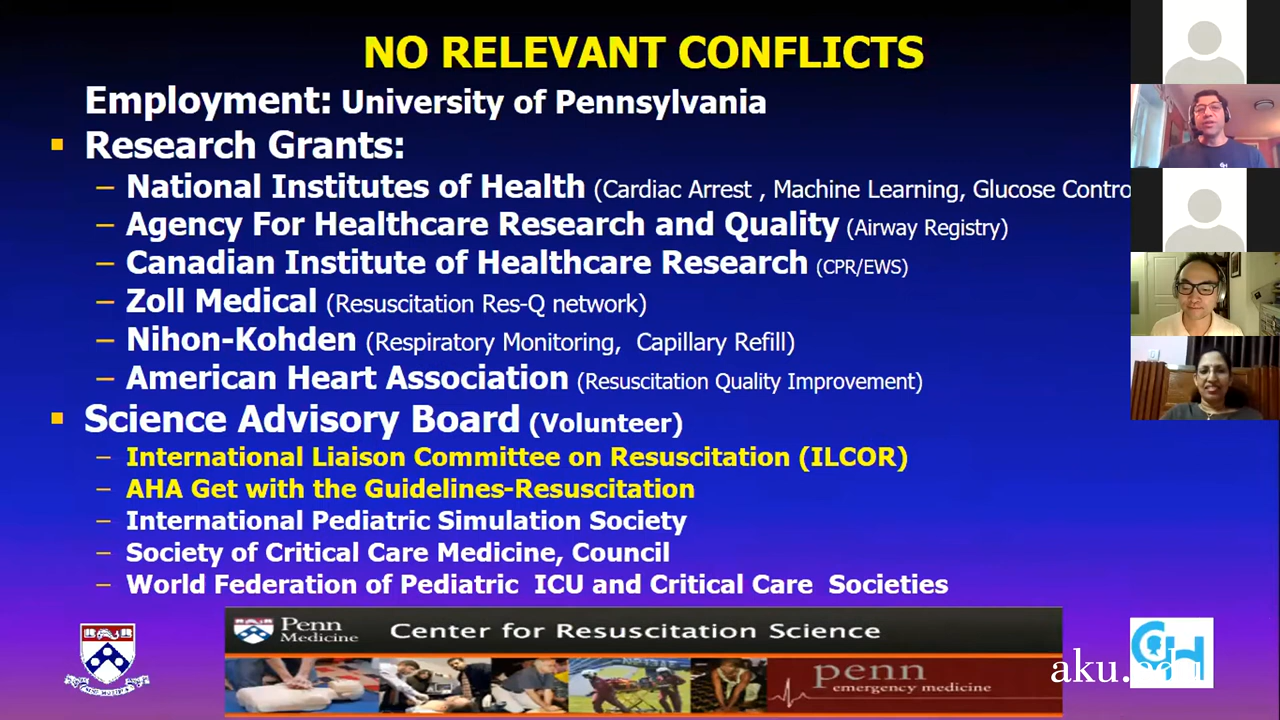 NO RELEVANT CONFLICTS
Employment: University of Pennsylvania
Research Grants:
– National Institutes of Health (Cardiac Arrest , Machine Learning, Glucose Contro
– Agency For Healthcare Research and Quality (Airway Registry)
– Canadian Institute of Healthcare Research (CPR/EWS)
– Zoll Medical (Resuscitation Res-Q network)
– Nihon-Kohden (Respiratory Monitoring, Capillary Refill)
– American Heart Association (Resuscitation Quality Improvement)
Science Advisory Board (Volunteer)
– International Liaison Committee on Resuscitation (ILCOR)
– AHA Get with the Guidelines-Resuscitation
– International Pediatric Simulation Society
– Society of Critical Care Medicine, Council
– World Federation of Pediatric ICU and Critical Care Societies
Penn
Medicine
Center for Resuscitation Science
penn
emergency medicine
CH
aku.edu